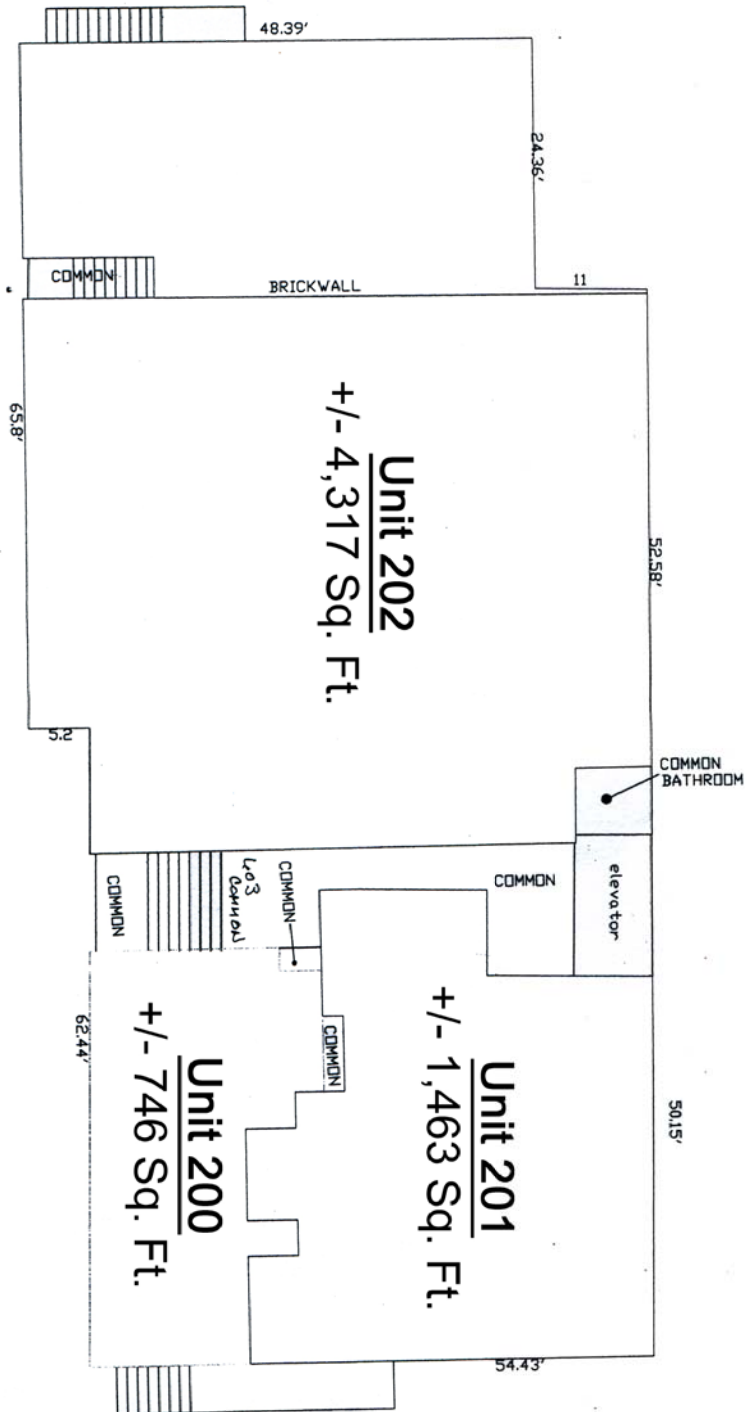 48.39'
24.36'
COMMON
BRICKWALL
11
65.8'
Unit 202
+/- 4,317 Sq. Ft.
52.58'
5.2
COMMON
BATHROOM
elevator
COMMON
COMMON
403
COMMON
COMMON
COMMON
62.44'
Unit 200
+/- 746 Sq. Ft.
Unit 201
+/- 1,463 Sq. Ft.
50.15'
54.43'